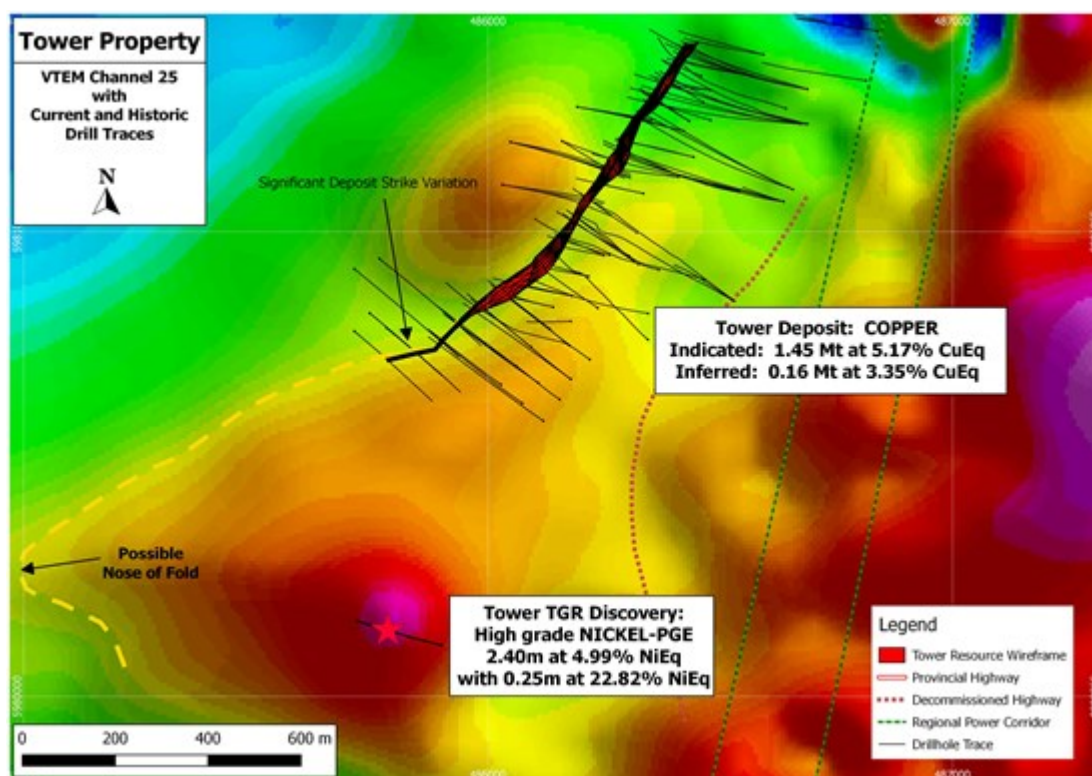 Tower Property
VTEM Channel 25
with
Current and Historic
Drill Traces
N
486000
487000
Significant Deposit Strike Variation
Tower Deposit: COPPER
Indicated: 1.45 Mt at 5.17% CuEq
Inferred: 0.16 Mt at 3.35% CuEq
Possible
Nose of Fold
Tower TGR Discovery:
High grade NICKEL-PGE
2.40m at 4.99% NiEq
with 0.25m at 22.82% NiEq
Legend
Tower Resource Wireframe
Provincial Highway
Decommissioned Highway
Regional Power Corridor
Drillhole Trace
5980000
0 200 400 600 m
486000
487000